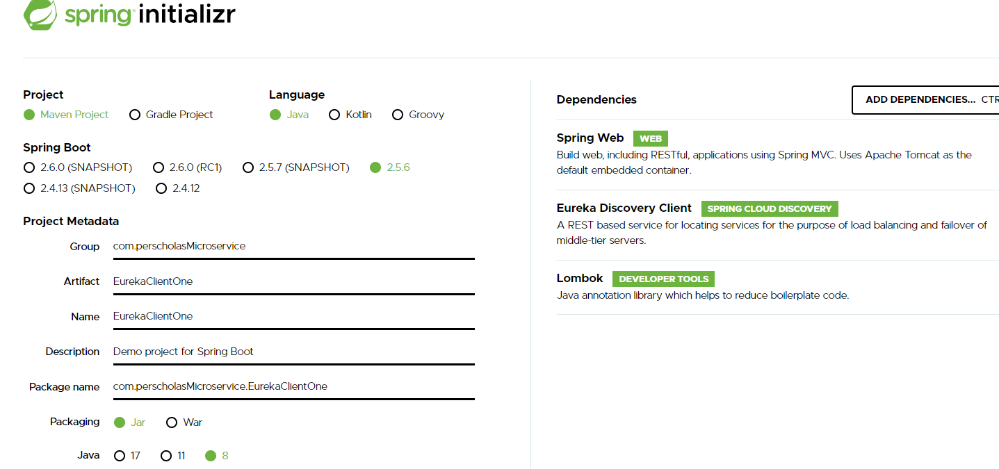 spring initializr
Project
Maven Project Gradle Project
Language
Java Kotlin Groovy
Spring Boot
2.6.0 (SNAPSHOT) 2.6.0 (RC1) 2.5.7 (SNAPSHOT) 2.5.6
2.4.13 (SNAPSHOT) 2.4.12
Project Metadata
Group com.perscholasMicroservice
Artifact EurekaClientOne
Name EurekaClientOne
Description Demo project for Spring Boot
Package name com.perscholasMicroservice.EurekaClientOne
Packaging Jar War
Java 17 11 8
Dependencies
ADD DEPENDENCIES... CTR
Spring Web WEB
Build web, including RESTful, applications using Spring MVC. Uses Apache Tomcat as the
default embedded container.
Eureka Discovery Client SPRING CLOUD DISCOVERY
A REST based service for locating services for the purpose of load balancing and failover of
middle-tier servers.
Lombok DEVELOPER TOOLS
Java annotation library which helps to reduce boilerplate code.